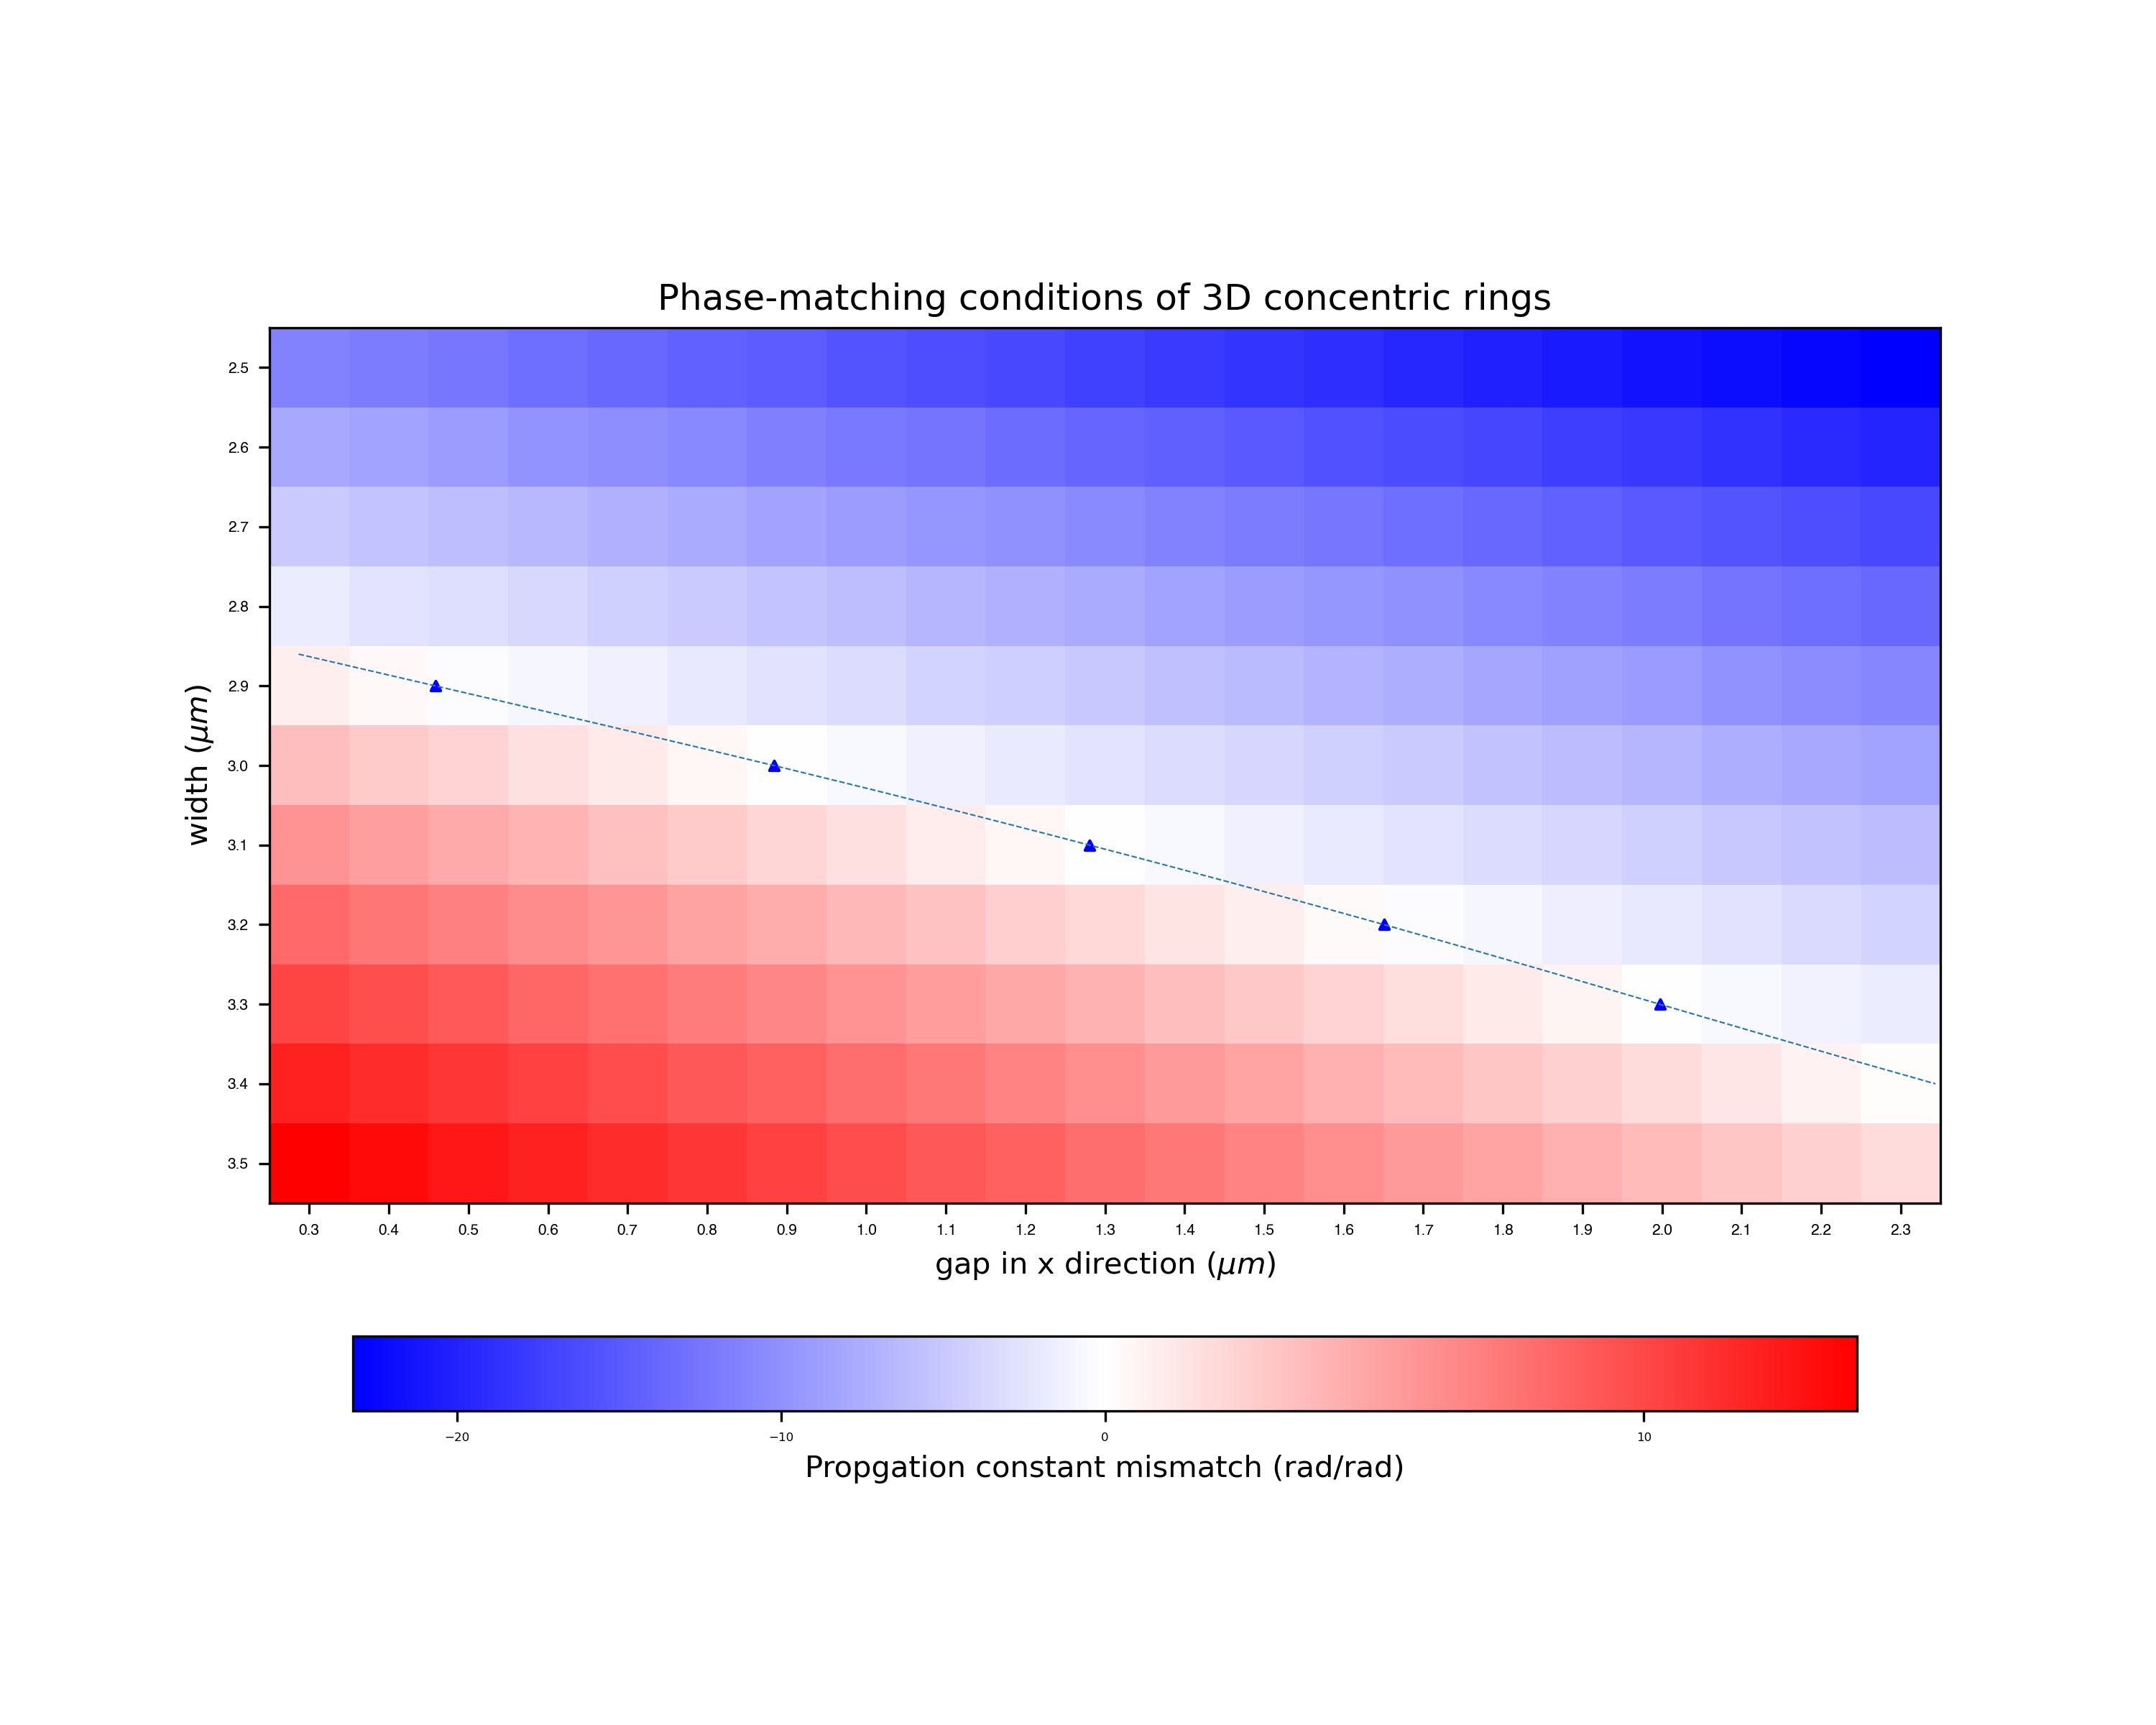 Phase-matching conditions of 3D concentric rings
width (μm)
2.5
2.6
2.7
2.8
2.9
3.0
3.1
3.2
3.3
3.4
3.5
0.3 0.4 0.5 0.6 0.7 0.8 0.9 1.0 1.1 1.2 1.3 1.4 1.5 1.6 1.7 1.8 1.9 2.0 2.1 2.2 2.3
gap in x direction (μm)
−20 −10 0 10
Propgation constant mismatch (rad/rad)